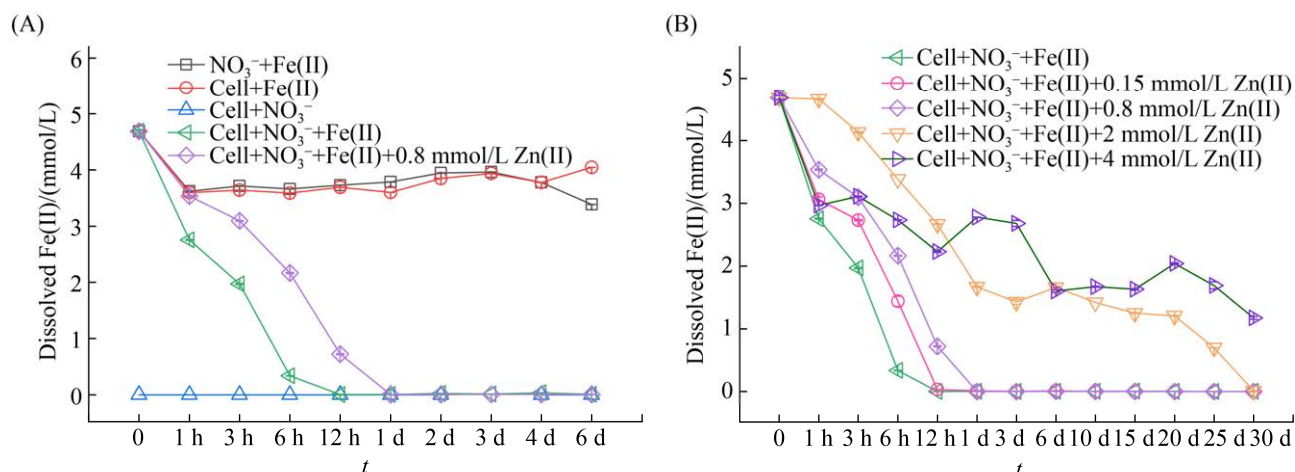 (A)
Dissolved Fe(II)/(mmol/L)
6
5
4
3
2
1
0
NO₃⁻+Fe(II)
Cell+Fe(II)
Cell+NO₃⁻
Cell+NO₃⁻+Fe(II)
Cell+NO₃⁻+Fe(II)+0.8 mmol/L Zn(II)
0 1 h 3 h 6 h 12 h 1 d 2 d 3 d 4 d 6 d
t
(B)
Dissolved Fe(II)/(mmol/L)
5
4
3
2
1
0
Cell+NO₃⁻+Fe(II)
Cell+NO₃⁻+Fe(II)+0.15 mmol/L Zn(II)
Cell+NO₃⁻+Fe(II)+0.8 mmol/L Zn(II)
Cell+NO₃⁻+Fe(II)+2 mmol/L Zn(II)
Cell+NO₃⁻+Fe(II)+4 mmol/L Zn(II)
0 1 h 3 h 6 h 12 h 1 d 3 d 6 d 10 d 15 d 20 d 25 d 30 d
t